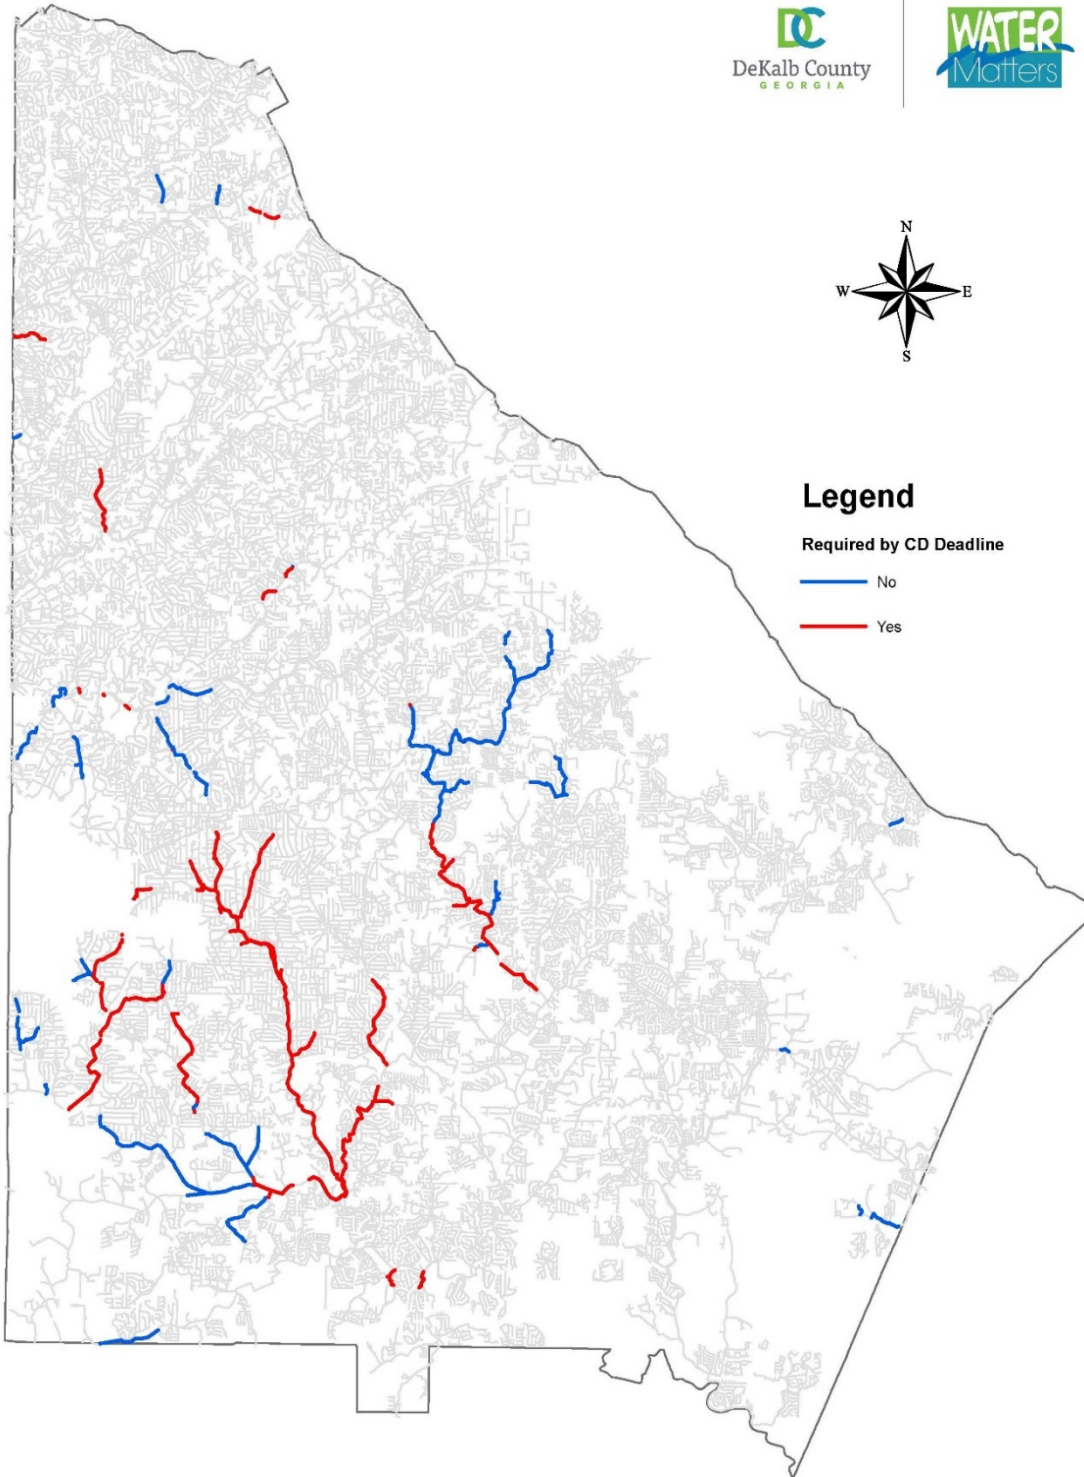 DC
DeKalb County
GEORGIA
WATER
Matters
N
W
E
S
Legend
Required by CD Deadline
No
Yes